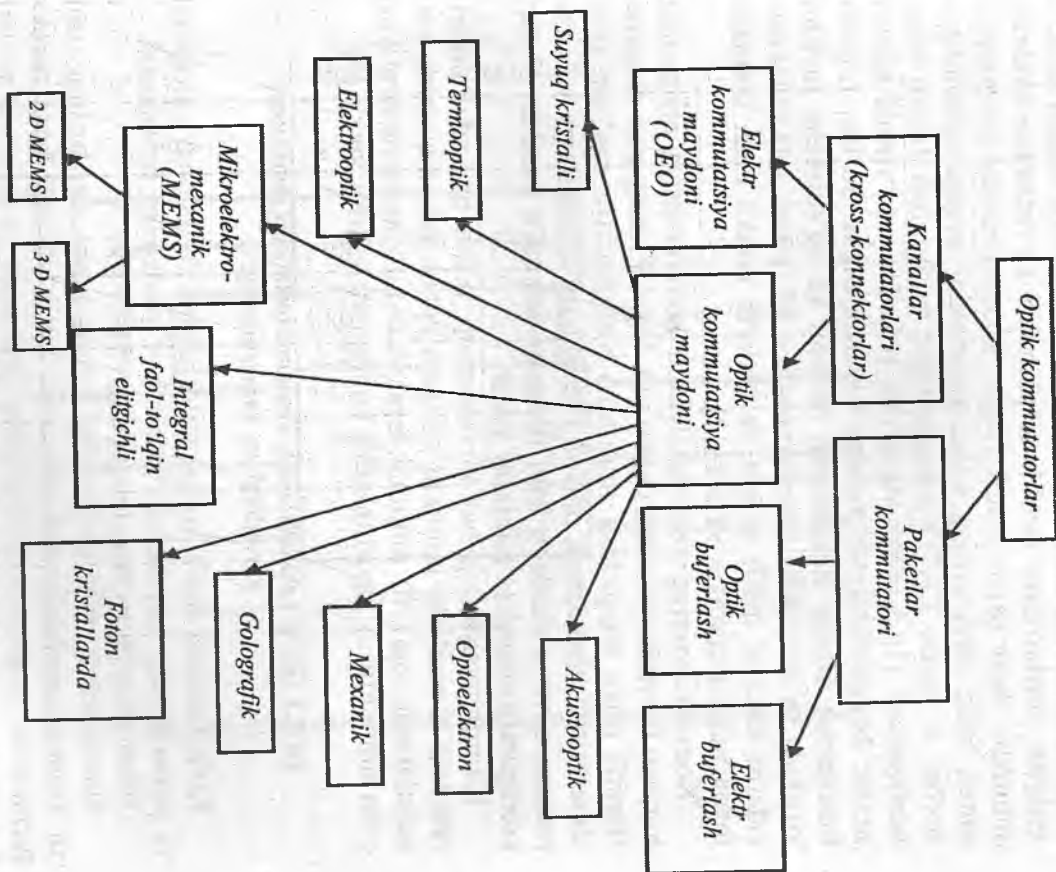 Optik kommutatorlar
Kanallar
kommutatorlari
(kross-konnektorlar)
Paketlar
kommutatori
Elektr
kommutatsiya
maydoni
(OEO)
Optik
kommutatsiya
maydoni
Optik
buferlash
Elektr
buferlash
Suyuq kristalli
Termooptik
Elektrooptik
Mikroelektro-
mexanik
(MEMS)
2 D MEMS
3 D MEMS
Integral
faol-to'lqin
eligichli
Foton
kristallarda
Golografik
Mexanik
Optoelektron
Akustooptik